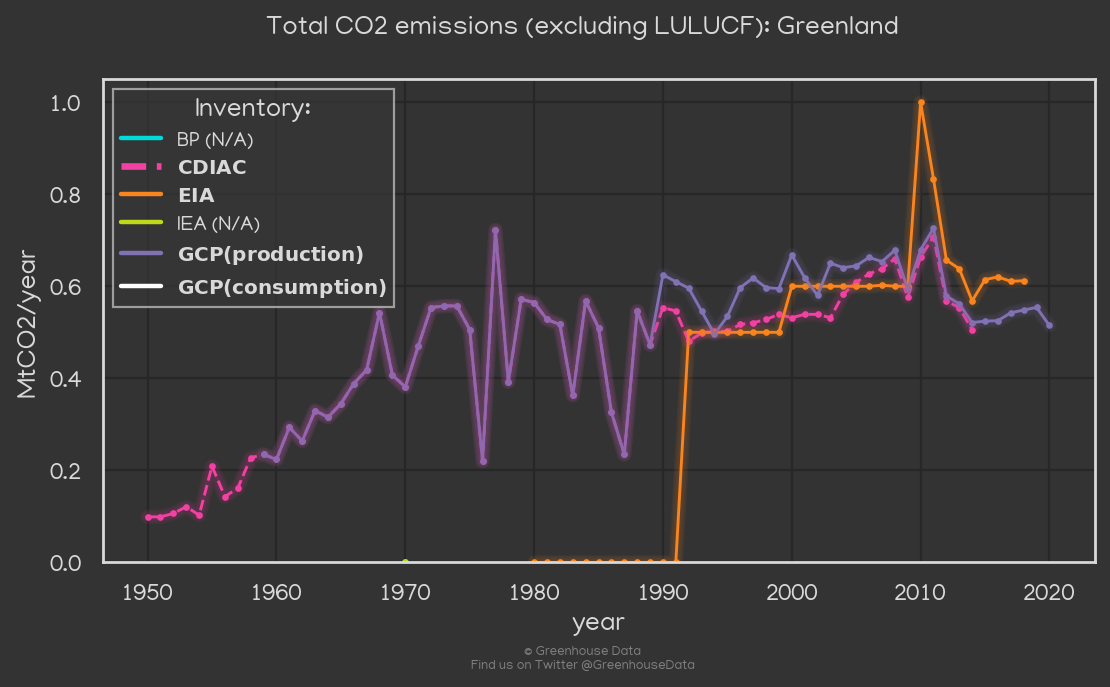 Total CO2 emissions (excluding LULUCF): Greenland
Inventory:
BP (N/A)
CDIAC
EIA
IEA (N/A)
GCP(production)
GCP(consumption)
1.0
0.8
0.6
0.4
0.2
0.0
MtCO2/year
1950 1960 1970 1980 1990 2000 2010 2020
year
© Greenhouse Data
Find us on Twitter @GreenhouseData